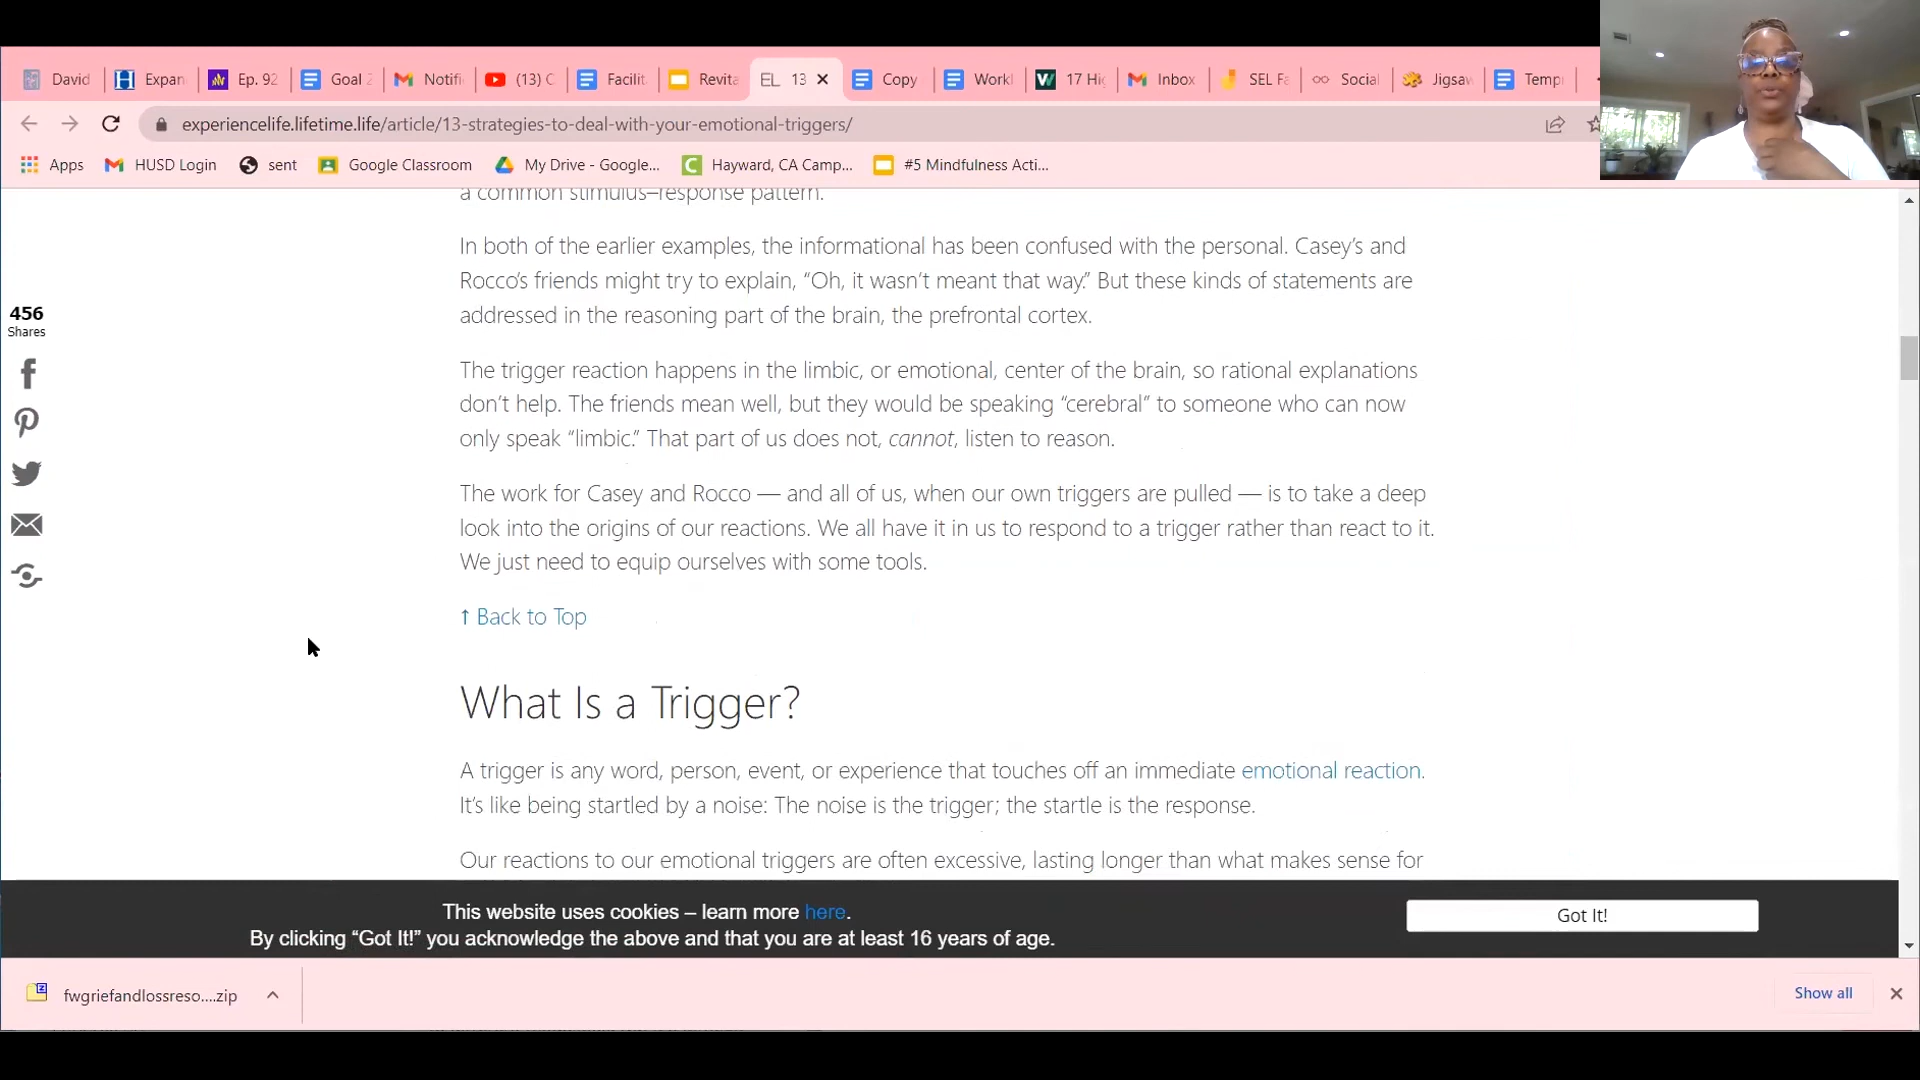 David
Expan
Ep. 92
Goal 2
Notifi
(13) C
Facilit
Revita
EL 13
Copy
Work
17 Hig
Inbox
SEL Fa
Social
Jigsaw
Temp
experiencelife.lifetime.life/article/13-strategies-to-deal-with-your-emotional-triggers/
Apps
HUSD Login
sent
Google Classroom
My Drive - Google...
Hayward, CA Camp...
#5 Mindfulness Acti...
a common stimulus–response pattern.
In both of the earlier examples, the informational has been confused with the personal. Casey’s and
Rocco’s friends might try to explain, “Oh, it wasn’t meant that way.” But these kinds of statements are
addressed in the reasoning part of the brain, the prefrontal cortex.
456
Shares
The trigger reaction happens in the limbic, or emotional, center of the brain, so rational explanations
don’t help. The friends mean well, but they would be speaking “cerebral” to someone who can now
only speak “limbic.” That part of us does not, cannot, listen to reason.
The work for Casey and Rocco — and all of us, when our own triggers are pulled — is to take a deep
look into the origins of our reactions. We all have it in us to respond to a trigger rather than react to it.
We just need to equip ourselves with some tools.
↑ Back to Top
What Is a Trigger?
A trigger is any word, person, event, or experience that touches off an immediate emotional reaction.
It’s like being startled by a noise: The noise is the trigger; the startle is the response.
Our reactions to our emotional triggers are often excessive, lasting longer than what makes sense for
This website uses cookies – learn more here.
By clicking “Got It!” you acknowledge the above and that you are at least 16 years of age.
Got It!
fwgriefandlossreso....zip
Show all